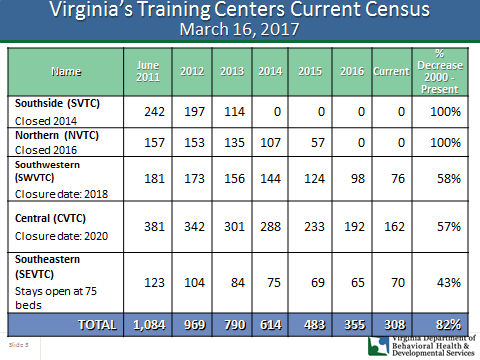 Virginia's Training Centers Current Census
March 16, 2017
Name June 2011 2012 2013 2014 2015 2016 Current % Decrease 2000 - Present
Southside (SVTC)
Closed 2014 242 197 114 0 0 0 0 100%
Northern (NVTC)
Closed 2016 157 153 135 107 57 0 0 100%
Southwestern
(SWVTC)
Closure date: 2018 181 173 156 144 124 98 76 58%
Central (CVTC)
Closure date: 2020 381 342 301 288 233 192 162 57%
Southeastern
(SEVTC)
Stays open at 75
beds 123 104 84 75 69 65 70 43%
TOTAL 1,084 969 790 614 483 355 308 82%
Slide 3
Virginia Department of
Behavioral Health &
Developmental Services